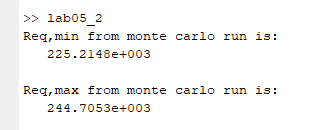 >> lab05_2
Req,min from monte carlo run is:
225.2148e+003
Req,max from monte carlo run is:
244.7053e+003